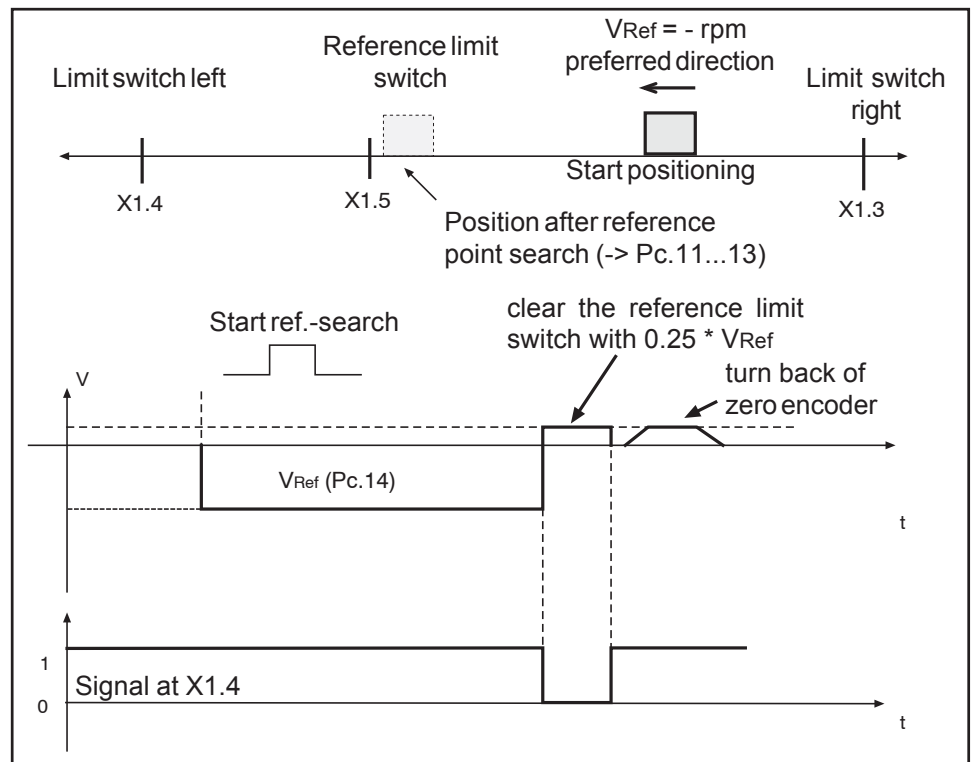 VRef = - rpm
preferred direction
Reference limit
switch
Limit switch left
Limit switch
right
Start positioning
X1.4
X1.5
X1.3
Position after reference
point search (-> Pc.11...13)
clear the reference limit
switch with 0.25 * VRef
Start ref.-search
turn back of
zero encoder
V
VRef (Pc.14)
t
1
Signal at X1.4
0
t